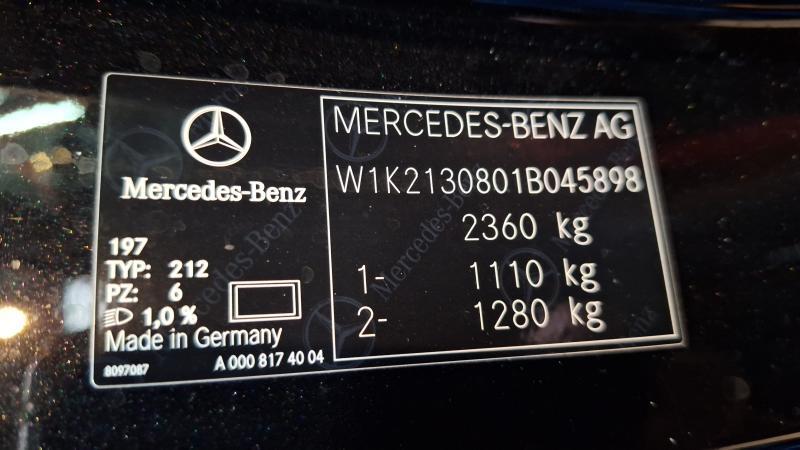 Mercedes-Benz
197
TYP: 212
PZ: 6
1,0 %
Made in Germany
8097087
A 000 817 40 04
MERCEDES-BENZ AG
W1K2130801B045898
2360 kg
1- 1110 kg
2- 1280 kg